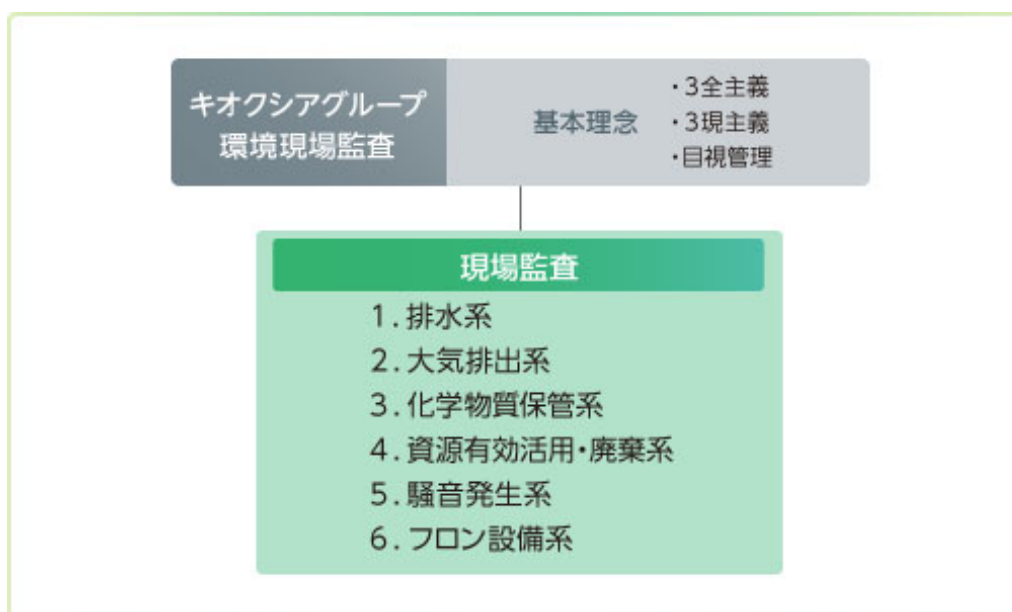 キオクシアグループ
環境現場監査
基本理念
・3全主義
・3現主義
・目視管理
現場監査
1．排水系
2．大気排出系
3．化学物質保管系
4．資源有効活用・廃棄系
5．騒音発生系
6．フロン設備系